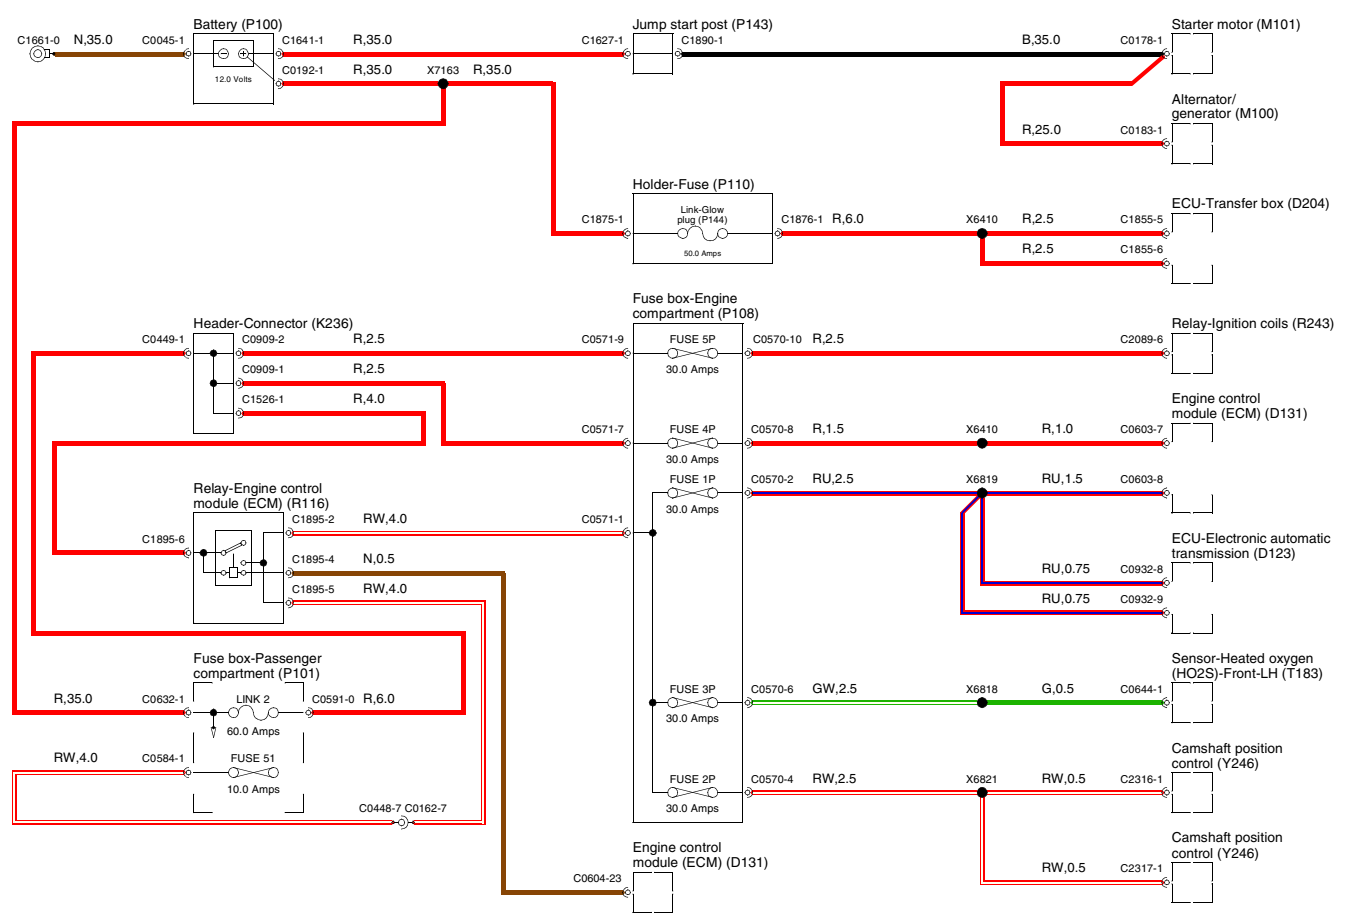 Battery (P100)
Jump start post (P143)
Starter motor (M101)
C1661-0 N,35.0 C0045-1
C1641-1 R,35.0 C1627-1
C1890-1 B,35.0 C0178-1
12.0 Volts
C0192-1 R,35.0 X7163 R,35.0
Alternator/
generator (M100)
R,25.0 C0183-1
Holder-Fuse (P110)
Link-Glow
plug (P144)
50.0 Amps
C1875-1
C1876-1 R,6.0 X6410 R,2.5 C1855-5
R,2.5 C1855-6
ECU-Transfer box (D204)
Fuse box-Engine
compartment (P108)
Header-Connector (K236)
Relay-Ignition coils (R243)
C0449-1
C0909-2 R,2.5 C0571-9
FUSE 5P
30.0 Amps
C0570-10 R,2.5 C2089-6
C0909-1 R,2.5
C1526-1 R,4.0
Engine control
module (ECM) (D131)
C0571-7
FUSE 4P
30.0 Amps
C0570-8 R,1.5 X6410 R,1.0 C0603-7
FUSE 1P
30.0 Amps
C0570-2 RU,2.5 X6819 RU,1.5 C0603-8
Relay-Engine control
module (ECM) (R116)
C1895-6
C1895-2 RW,4.0 C0571-1
C1895-4 N,0.5
C1895-5 RW,4.0
ECU-Electronic automatic
transmission (D123)
RU,0.75 C0932-8
RU,0.75 C0932-9
Fuse box-Passenger
compartment (P101)
Sensor-Heated oxygen
(HO2S)-Front-LH (T183)
R,35.0 C0632-1
LINK 2
60.0 Amps
C0591-0 R,6.0
FUSE 3P
30.0 Amps
C0570-6 GW,2.5 X6818 G,0.5 C0644-1
RW,4.0 C0584-1
FUSE 51
10.0 Amps
C0448-7 C0162-7
Camshaft position
control (Y246)
FUSE 2P
30.0 Amps
C0570-4 RW,2.5 X6821 RW,0.5 C2316-1
Camshaft position
control (Y246)
RW,0.5 C2317-1
Engine control
module (ECM) (D131)
C0604-23